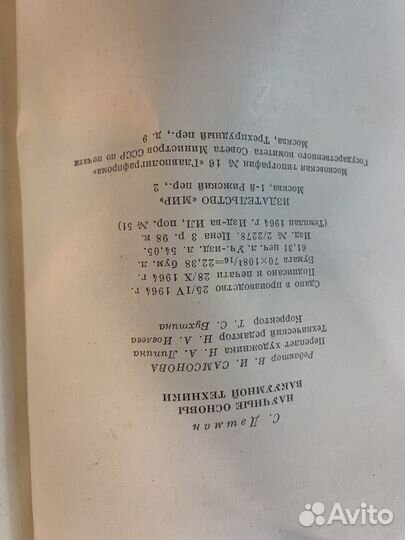 С. Дэшман
НАУЧНЫЕ ОСНОВЫ
ВАКУУМНОЙ ТЕХНИКИ
Редактор В. И. САМСОНОВА
Переплет художника Н. А. Липина
Технический редактор Н. А. Иовлева
Корректор Т. С. Бухтина
Сдано в производство 25/IV 1964 г.
Подписано к печати 28/X 1964 г.
Бумага 70×108 1/16=22,38 бум. л.
61,31 печ. л. Уч.-изд. л. 54,05.
Изд. № 2/2278. Цена 3 р. 98 к.
(Темплан 1964 г. Изд-ва ИЛ, пор. № 51)
ИЗДАТЕЛЬСТВО «МИР»
Москва, 1-й Рижский пер., 2
Московская типография № 16 «Главполиграфпрома»
Государственного комитета Совета Министров СССР по печати
Москва, Трехпрудный пер., д. 9
Avito